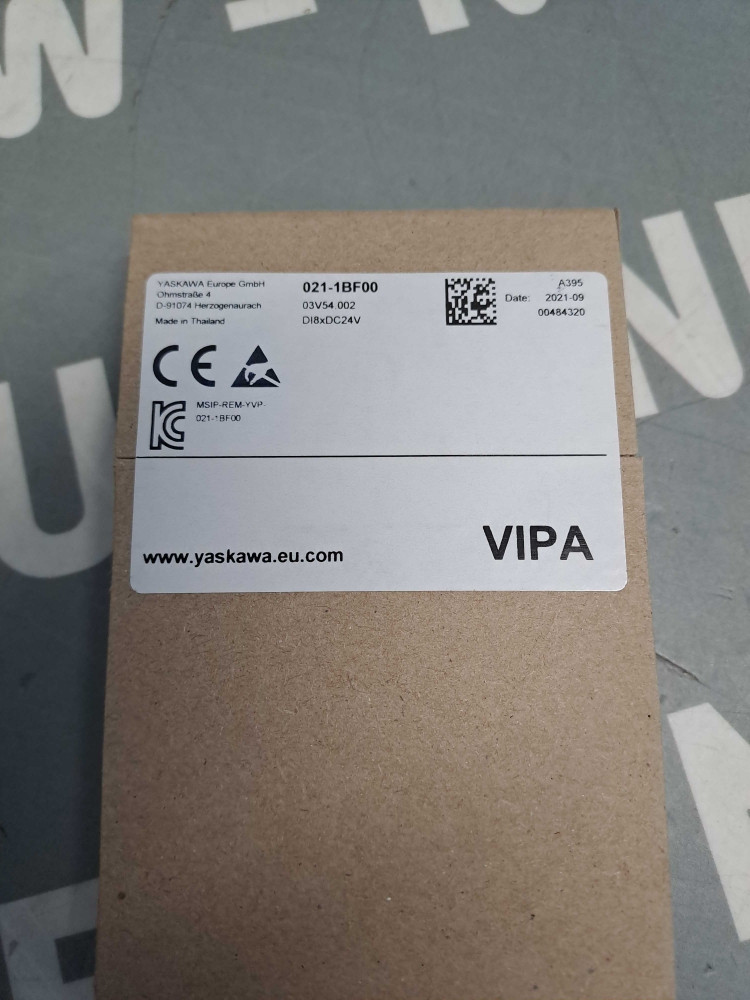 YASKAWA Europe GmbH
Ohmstraße 4
D-91074 Herzogenaurach
Made in Thailand
021-1BF00
03V54.002
DI8xDC24V
A395
Date: 2021-09
00484320
CE
KC
MSIP-REM-YVP-
021-1BF00
www.yaskawa.eu.com
VIPA